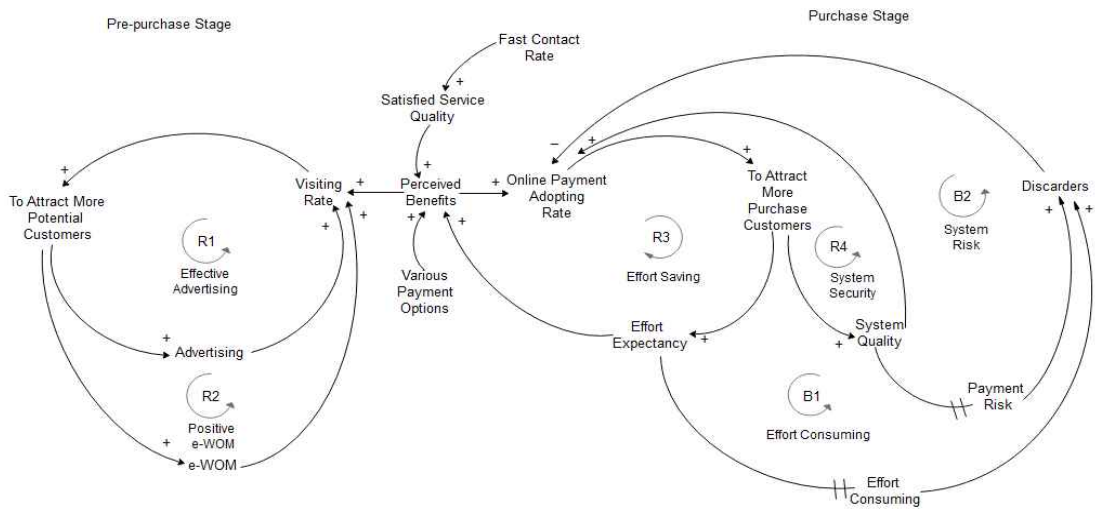 Pre-purchase Stage
Purchase Stage
Fast Contact
Rate
+
Satisfied Service
Quality
+
−
+
+
+
To Attract More
Potential
Customers
Visiting
Rate
+
+
+
Perceived
Benefits
+
+
Online Payment
Adopting
Rate
To Attract
More
Purchase
Customers
Discarders
+
+
B2
System
Risk
R1
Effective
Advertising
R3
Effort Saving
R4
System
Security
+
Various
Payment
Options
Effort
Expectancy
+
System
Quality
+
+
Advertising
R2
Positive
e-WOM
+
e-WOM
B1
Effort Consuming
Payment
Risk
Effort
Consuming